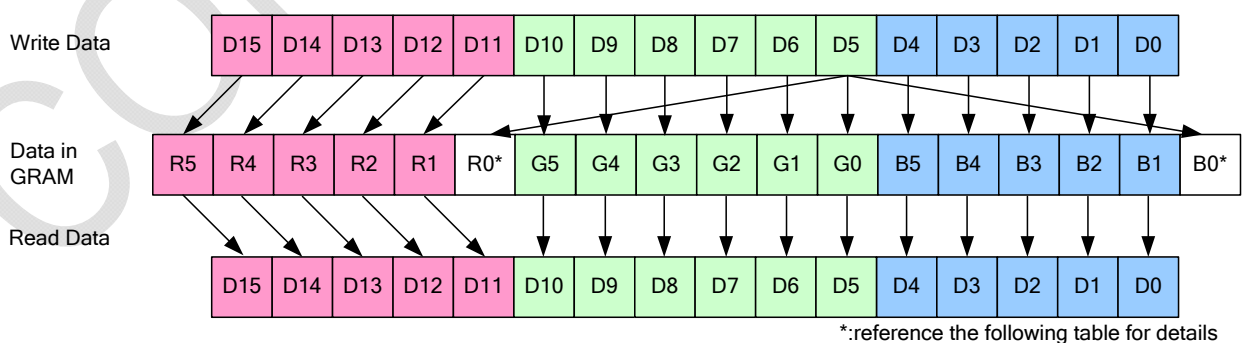 Write Data D15 D14 D13 D12 D11 D10 D9 D8 D7 D6 D5 D4 D3 D2 D1 D0
Data in
GRAM
R5 R4 R3 R2 R1 R0* G5 G4 G3 G2 G1 G0 B5 B4 B3 B2 B1 B0*
Read Data
D15 D14 D13 D12 D11 D10 D9 D8 D7 D6 D5 D4 D3 D2 D1 D0
*:reference the following table for details